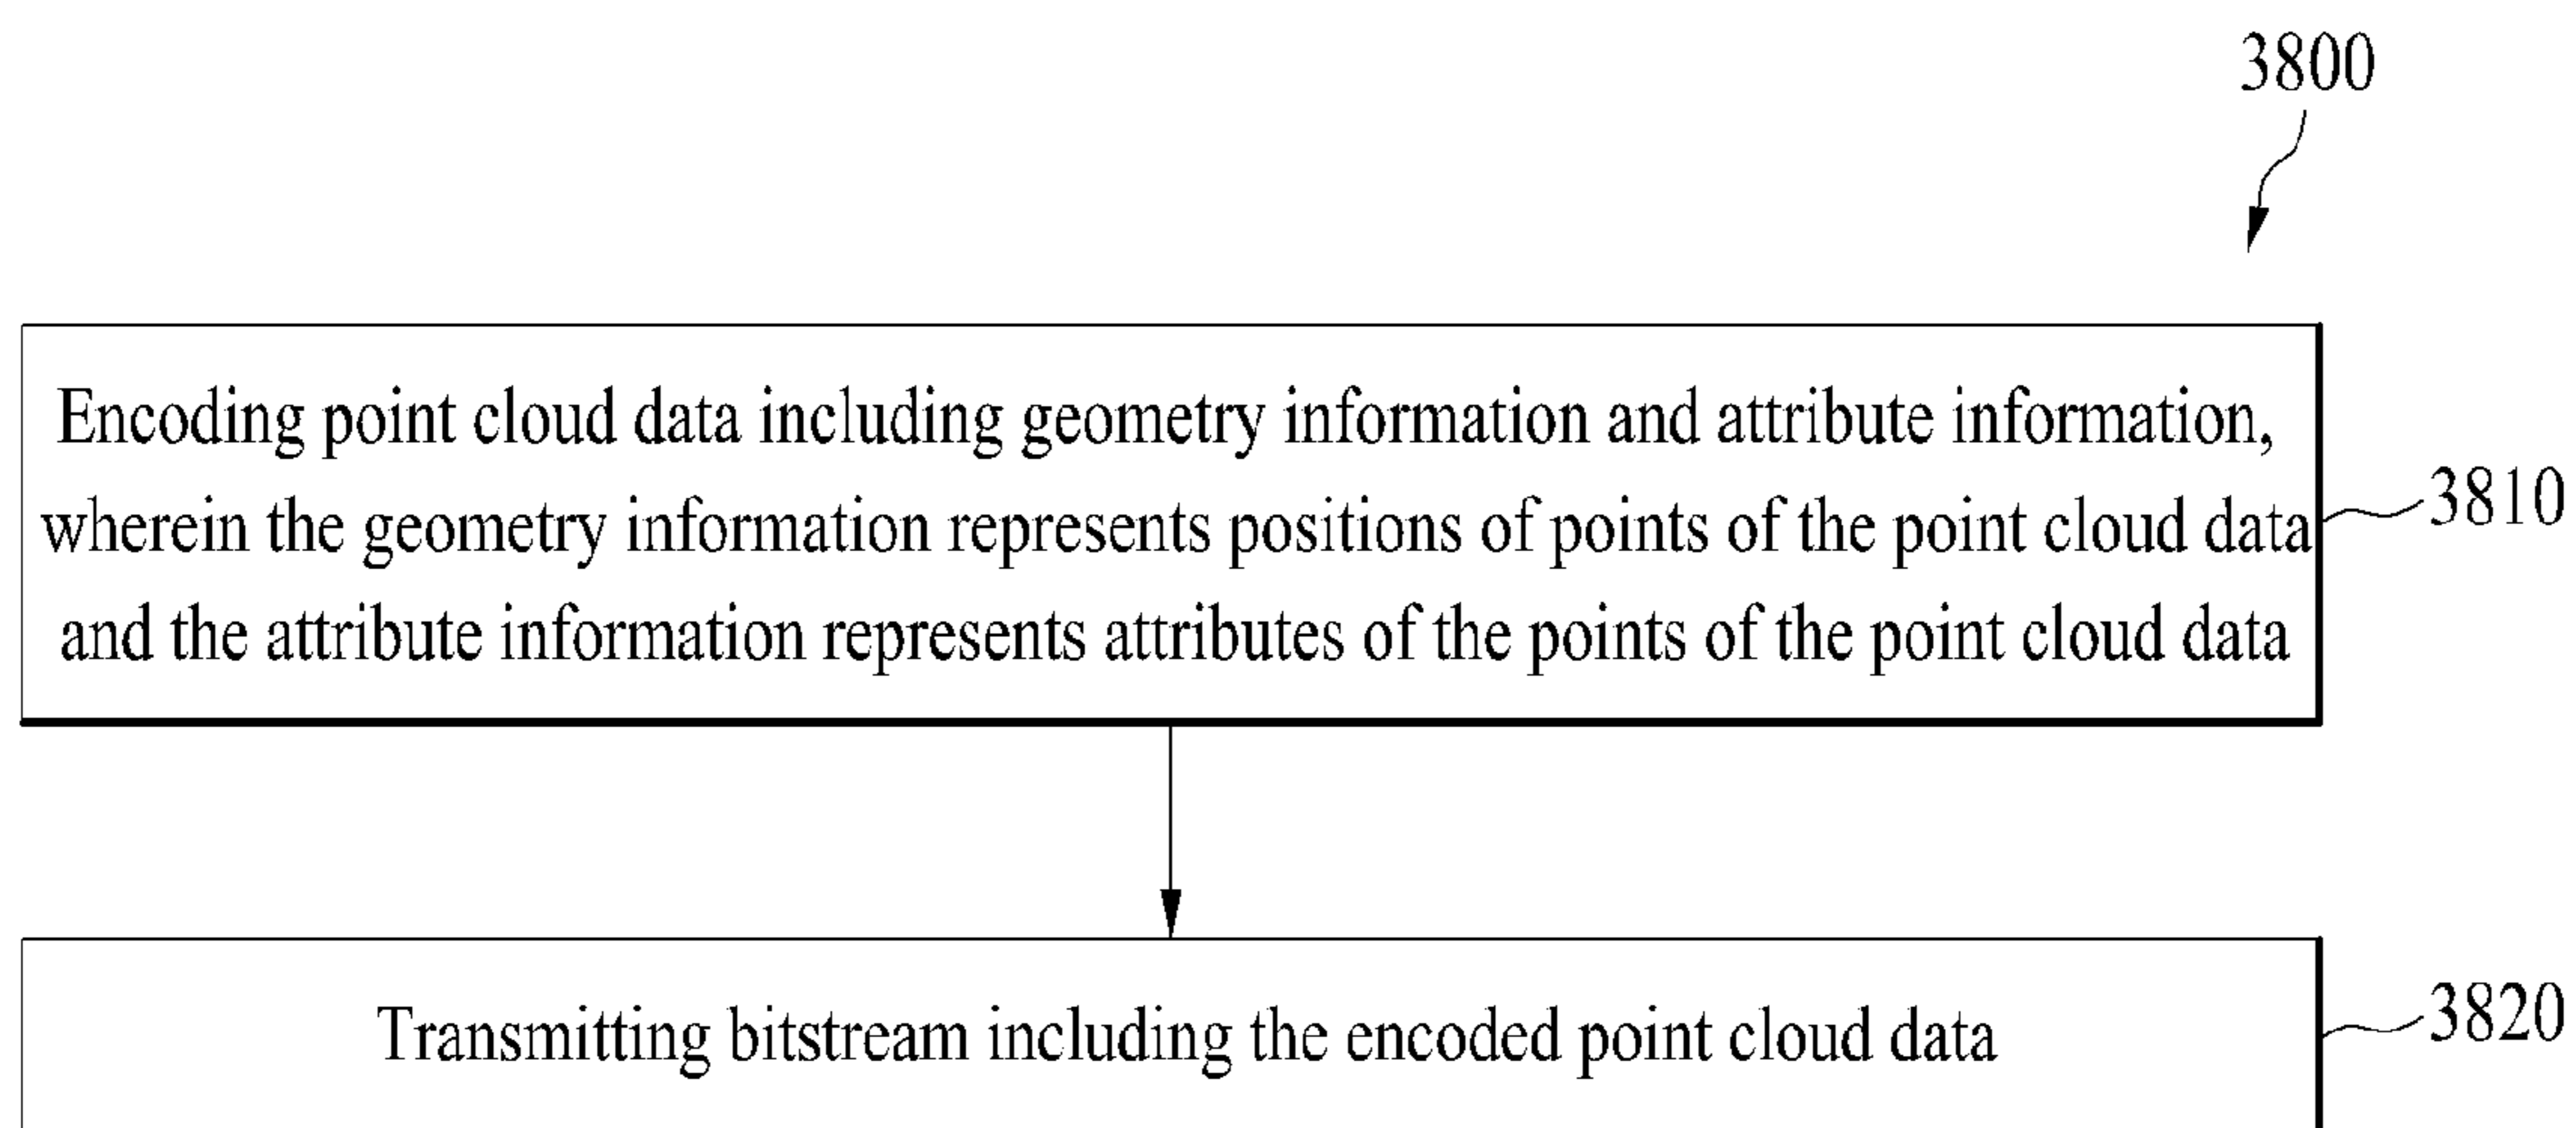 3800
Encoding point cloud data including geometry information and attribute information,
wherein the geometry information represents positions of points of the point cloud data
and the attribute information represents attributes of the points of the point cloud data
3810
Transmitting bitstream including the encoded point cloud data
3820